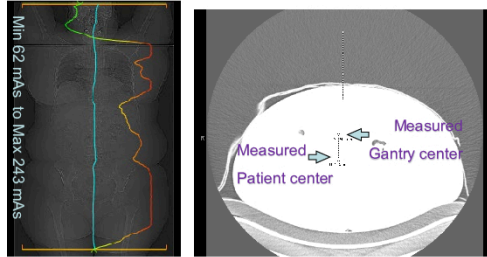 Min 62 mAs to Max 243 mAs
Measured
Gantry center
Measured
Patient center